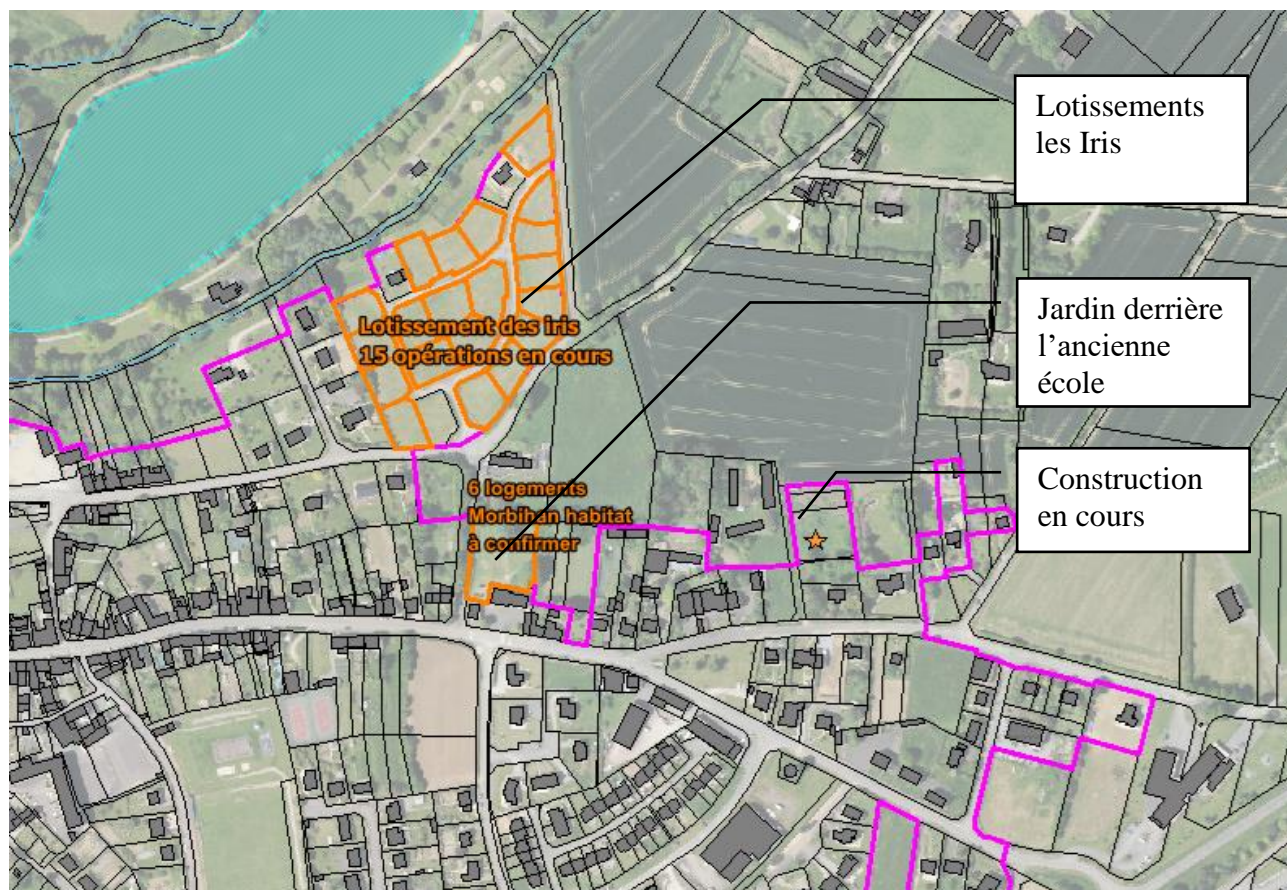 Lotissements
les Iris
Lotissement des iris
15 opérations en cours
Jardin derrière
l’ancienne
école
6 logements
Morbihan habitat
à confirmer
Construction
en cours